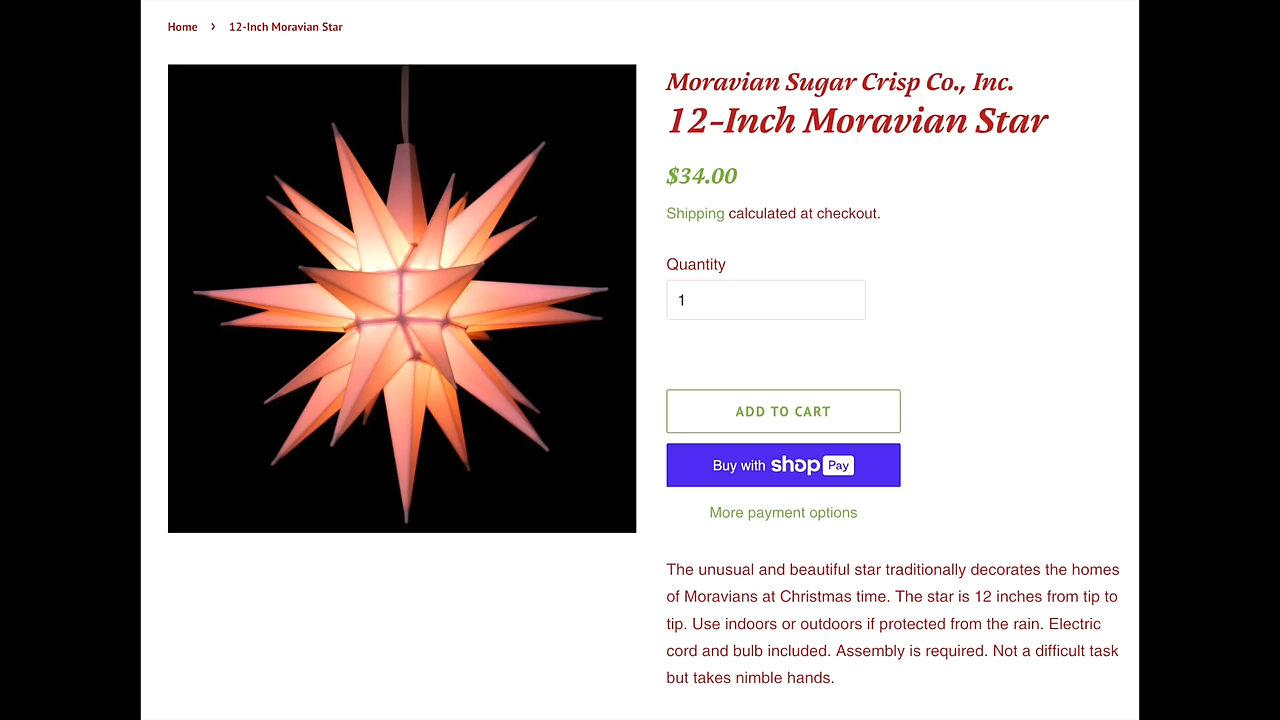 Home › 12-Inch Moravian Star
Moravian Sugar Crisp Co., Inc.
12-Inch Moravian Star
$34.00
Shipping calculated at checkout.
Quantity
1
ADD TO CART
Buy with shop Pay
More payment options
The unusual and beautiful star traditionally decorates the homes
of Moravians at Christmas time. The star is 12 inches from tip to
tip. Use indoors or outdoors if protected from the rain. Electric
cord and bulb included. Assembly is required. Not a difficult task
but takes nimble hands.